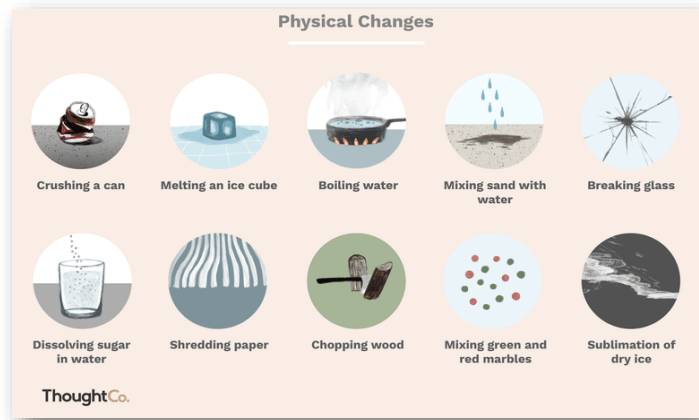 Physical Changes
Crushing a can
Melting an ice cube
Boiling water
Mixing sand with
water
Breaking glass
Dissolving sugar
in water
Shredding paper
Chopping wood
Mixing green and
red marbles
Sublimation of
dry ice
ThoughtCo.